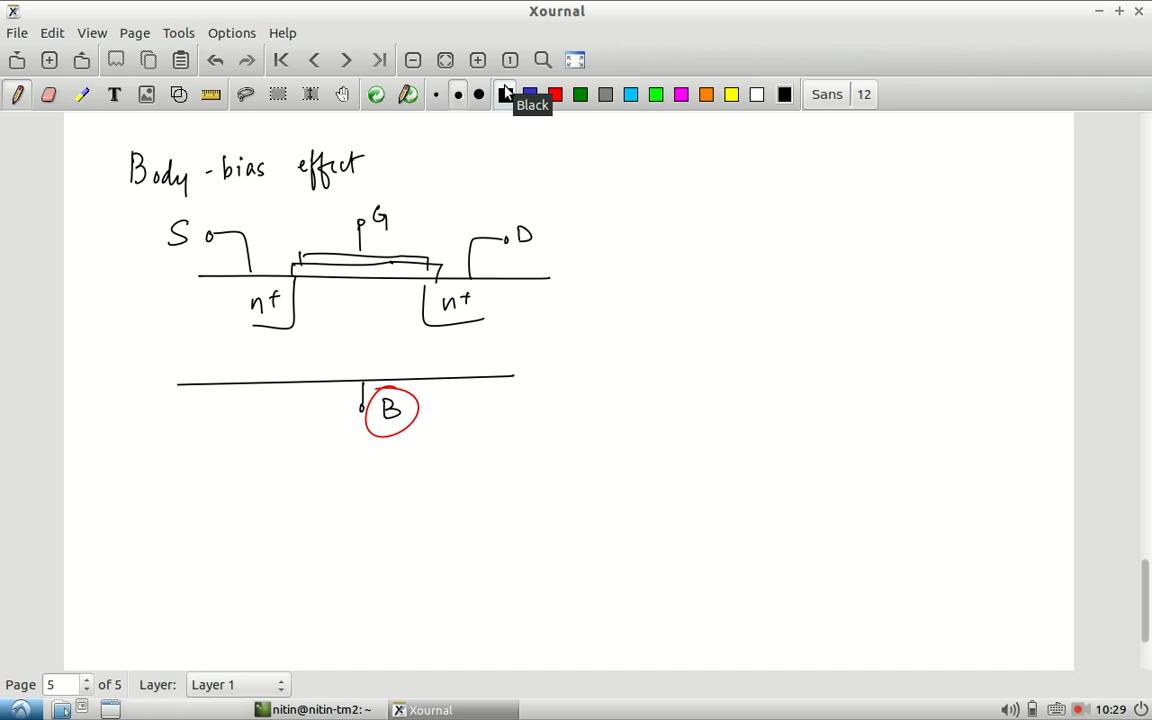 Xournal
File Edit View Page Tools Options Help
Sans 12
Black
Body-bias effect
G
S D
n+ n+
B
Page 5 of 5 Layer: Layer 1
nitin@nitin-tm2: ~ Xournal 10:29